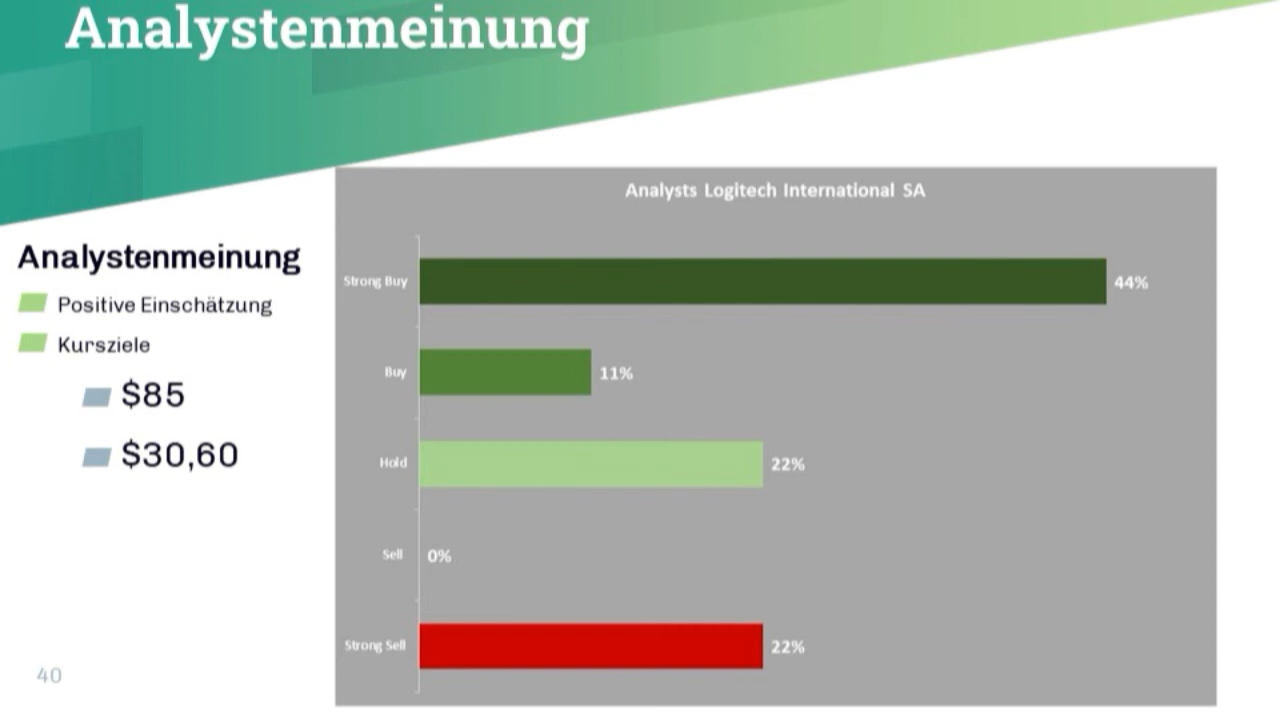 Analystenmeinung
Analystenmeinung
Positive Einschätzung
Kursziele
$85
$30,60
Analysts Logitech International SA
Strong Buy 44%
Buy 11%
Hold 22%
Sell 0%
Strong Sell 22%
40